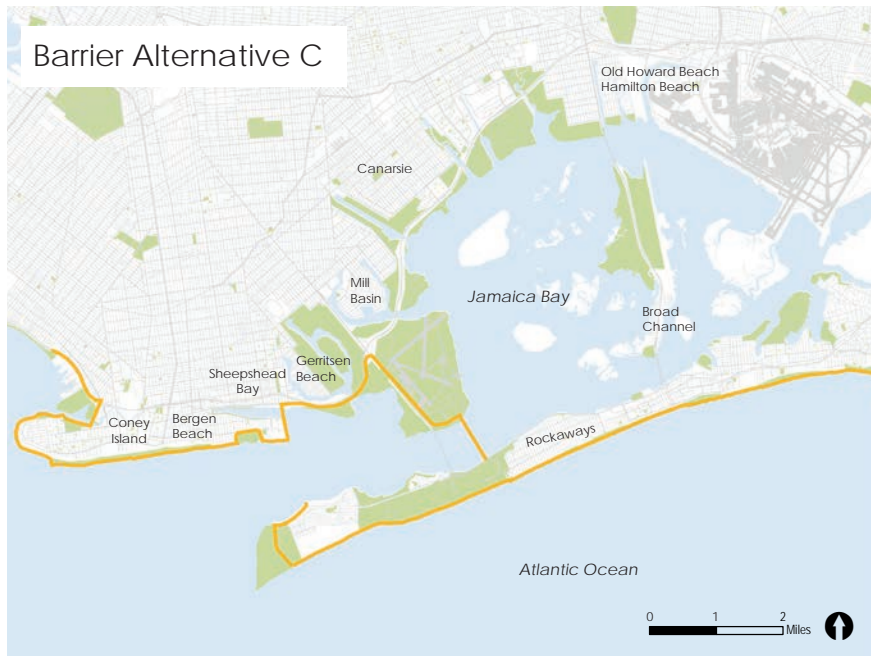 Barrier Alternative C
Old Howard Beach
Hamilton Beach
Canarsie
Mill
Basin
Jamaica Bay
Broad
Channel
Gerritsen
Beach
Sheepshead
Bay
Coney
Island
Bergen
Beach
Rockaways
Atlantic Ocean
0 1 2
Miles